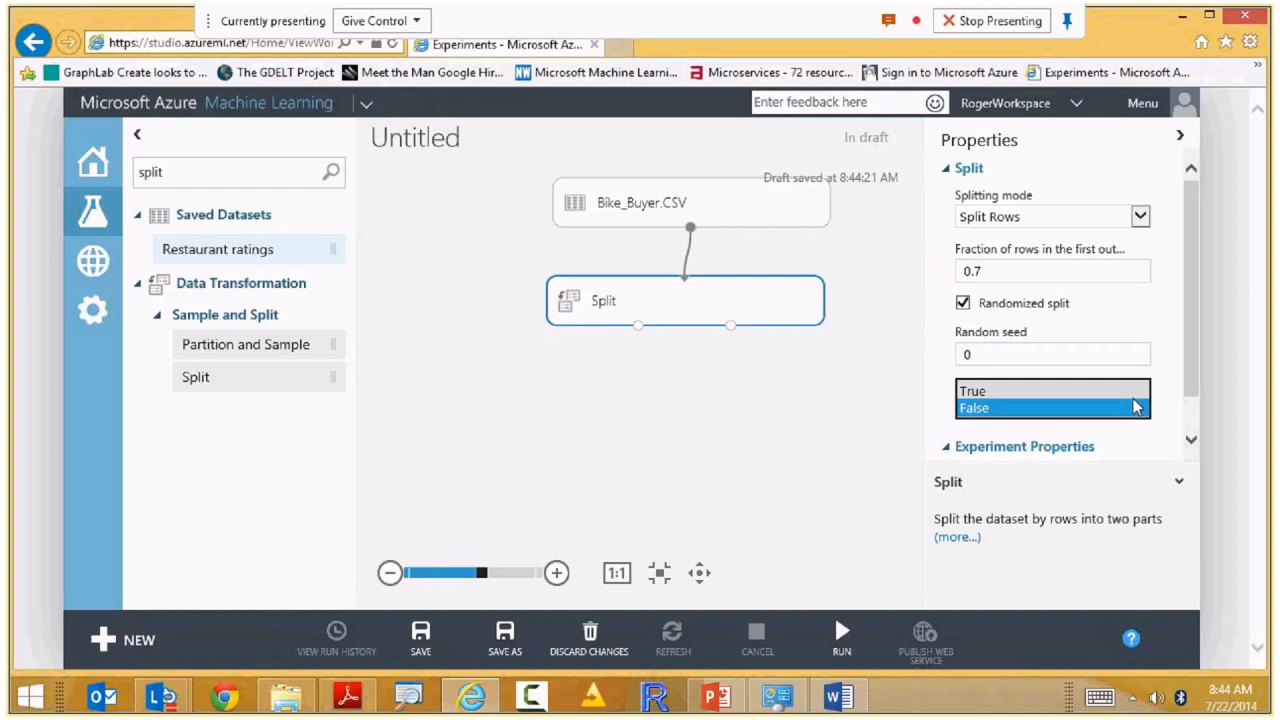 Currently presenting
Give Control
Stop Presenting
https://studio.azureml.net/Home/ViewWo
Experiments - Microsoft Az...
GraphLab Create looks to ...
The GDELT Project
Meet the Man Google Hir...
Microsoft Machine Learni...
Microservices - 72 resourc...
Sign in to Microsoft Azure
Experiments - Microsoft A...
Microsoft Azure Machine Learning
Enter feedback here
RogerWorkspace
Menu
split
Saved Datasets
Restaurant ratings
Data Transformation
Sample and Split
Partition and Sample
Split
Untitled
In draft
Draft saved at 8:44:21 AM
Bike_Buyer.CSV
Split
1:1
Properties
Split
Splitting mode
Split Rows
Fraction of rows in the first out...
0.7
Randomized split
Random seed
0
True
False
Experiment Properties
Split
Split the dataset by rows into two parts
(more...)
NEW
VIEW RUN HISTORY
SAVE
SAVE AS
DISCARD CHANGES
REFRESH
CANCEL
RUN
PUBLISH WEB
SERVICE
8:44 AM
7/22/2014